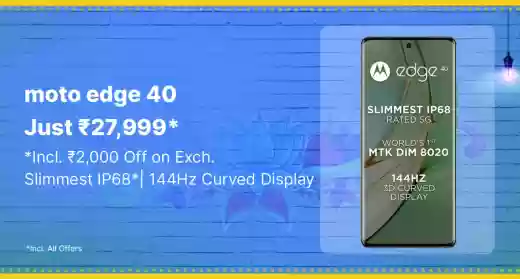 moto edge 40
Just ₹27,999*
*Incl. ₹2,000 Off on Exch.
Slimmest IP68*| 144Hz Curved Display
*Incl. All Offers
edge 40
SLIMMEST IP68
RATED 5G
WORLD'S 1ST
MTK DIM 8020
144HZ
3D CURVED
DISPLAY